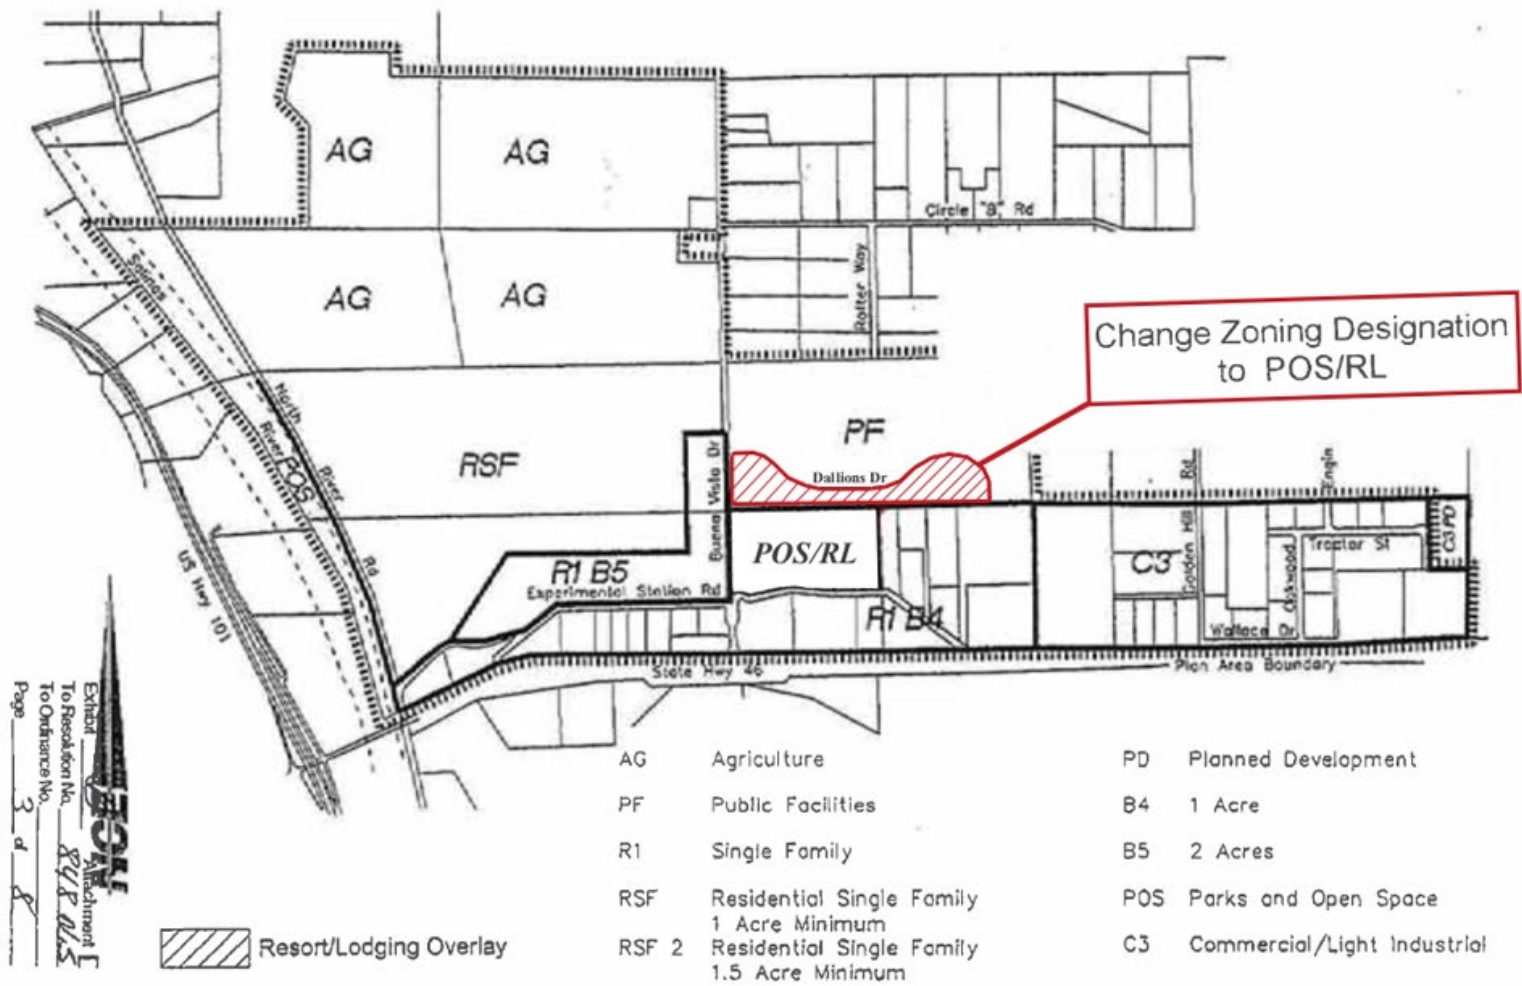 AG
AG
Circle "B" Rd
Rolter Way
AG
AG
Salinas
River
Change Zoning Designation
to POS/RL
North
River
Rd
PF
RSF
POS
Buena Vista Dr
Dallions Dr
US Hwy 101
R1 B5
Experimental Station Rd
POS/RL
R1 B4
C3
Golden Hill Rd
Engin
Tractor St
Oakwood
Wallace Dr
C3 PD
State Hwy 46
Plan Area Boundary
AG Agriculture
PF Public Facilities
R1 Single Family
RSF Residential Single Family
1 Acre Minimum
RSF 2 Residential Single Family
1.5 Acre Minimum
PD Planned Development
B4 1 Acre
B5 2 Acres
POS Parks and Open Space
C3 Commercial/Light Industrial
Resort/Lodging Overlay
Exhibit
Attachment
To Resolution No.
To Ordinance No.
Page 3 of 8